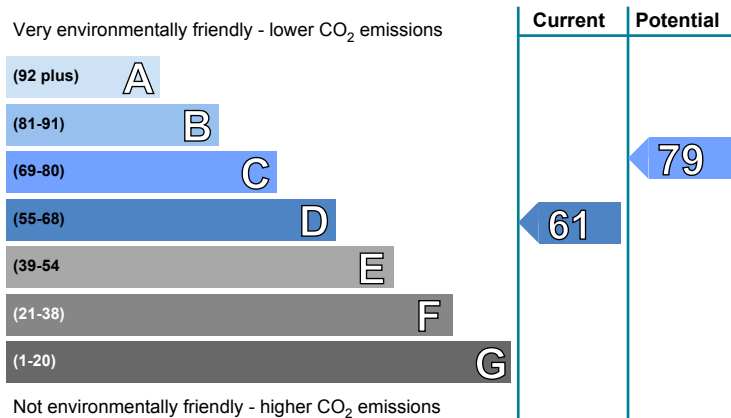 Very environmentally friendly - lower CO2 emissions
Current
Potential
(92 plus) A
(81-91) B
(69-80) C
79
(55-68) D
61
(39-54 E
(21-38) F
(1-20) G
Not environmentally friendly - higher CO2 emissions